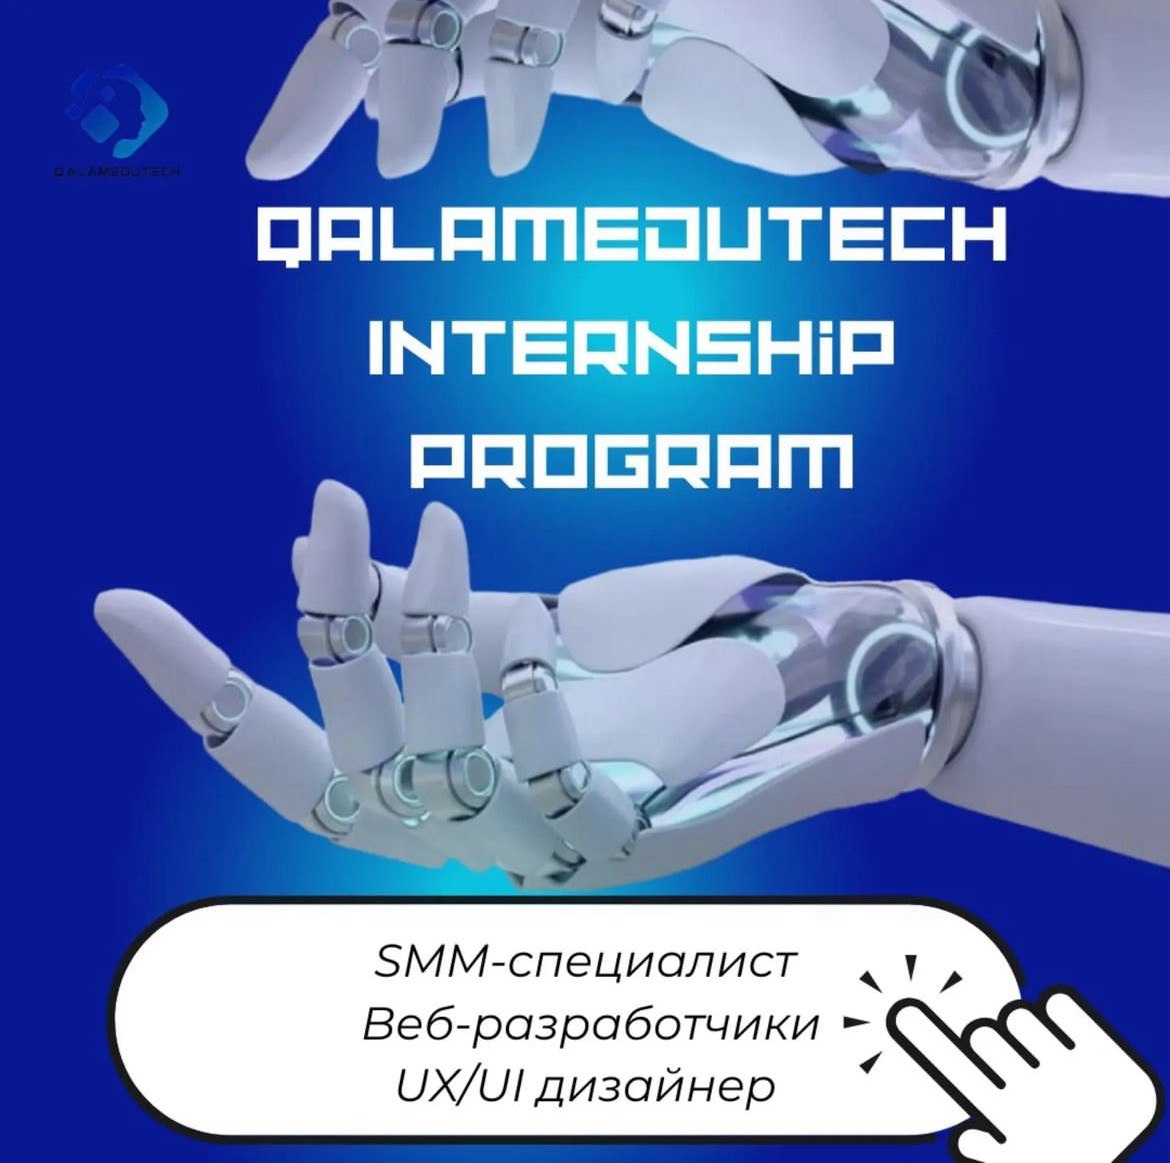 QALAMEDUTECH
QALAMEDUTECH
INTERNSHiP
PROGRAM
SMM-специалист
Веб-разработчики
UX/UI дизайнер